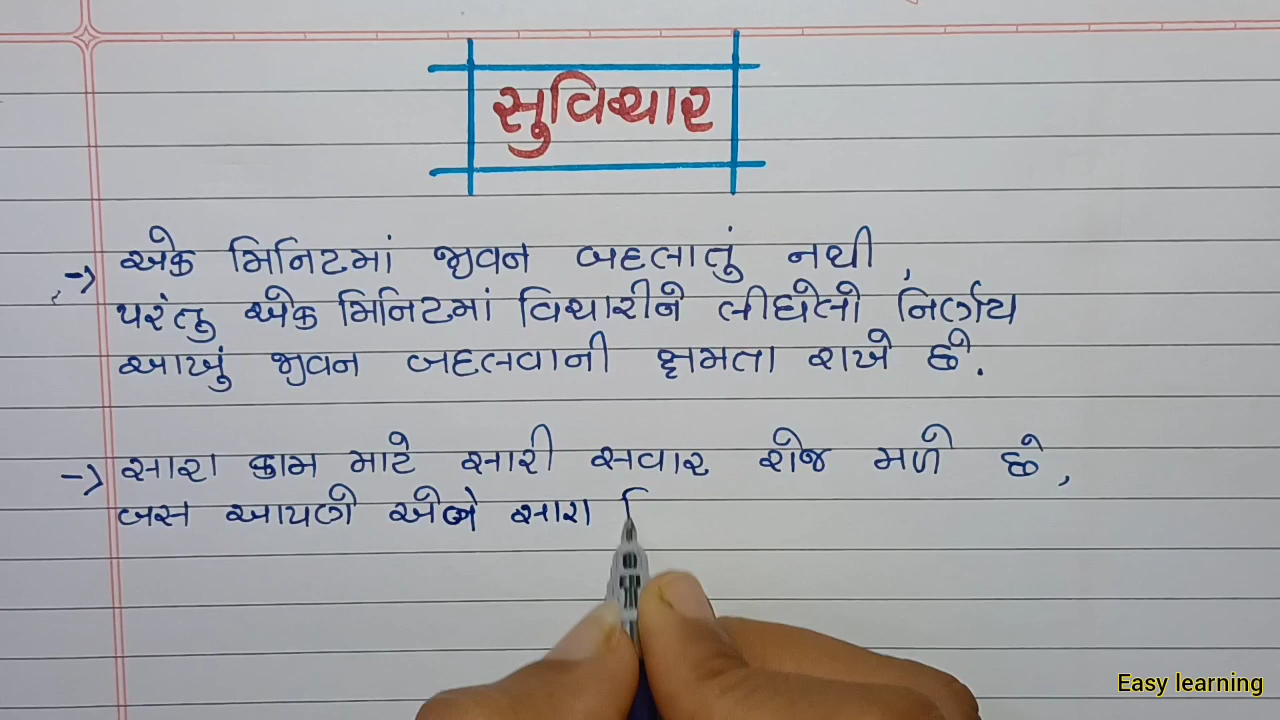 સુવિચાર
→ એક મિનિટમાં જીવન બદલાતું નથી,
પરંતુ એક મિનિટમાં વિચારીને લીધેલો નિર્ણય
આખું જીવન બદલવાની ક્ષમતા રાખે છે.
→ સારા કામ માટે સારી સવાર રોજ મળે છે,
બસ આપણે એને સારા
Easy learning